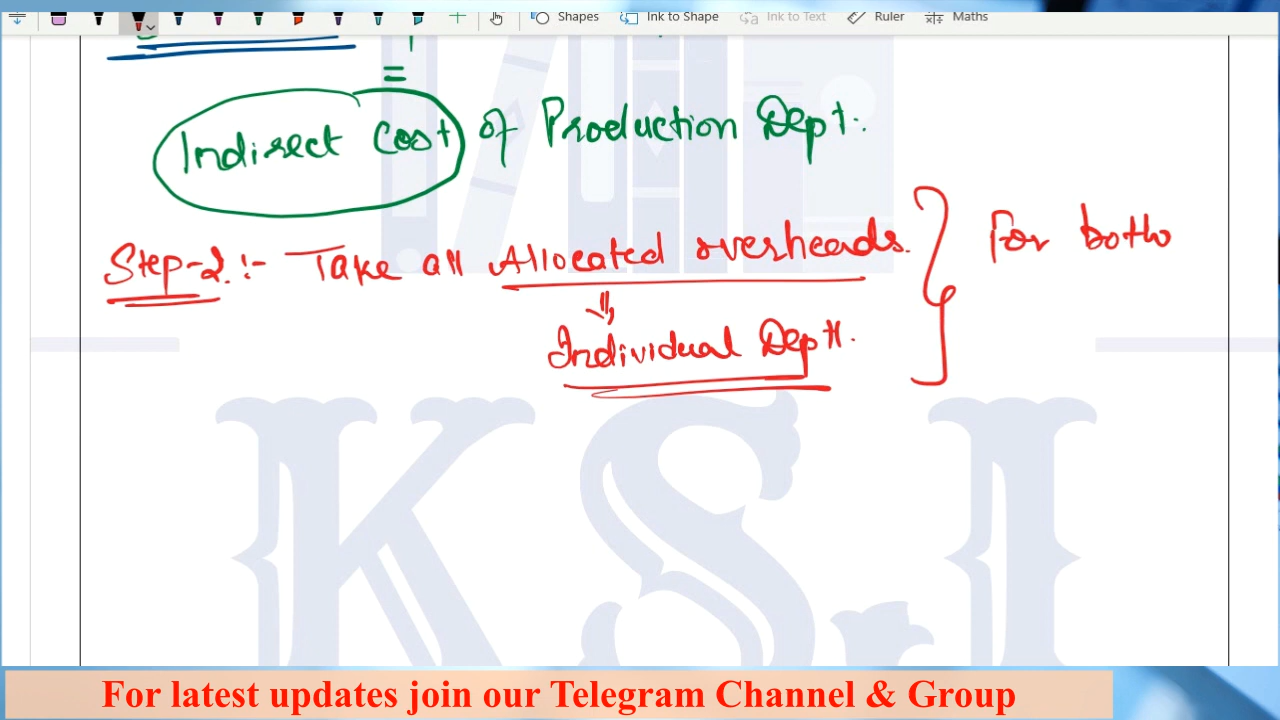 Shapes Ink to Shape Ink to Text Ruler Maths
=
Indirect Cost of Production Dept.
Step-2:- Take all Allocated overheads. } For both
Individual Deptt.
K.S.I
For latest updates join our Telegram Channel & Group